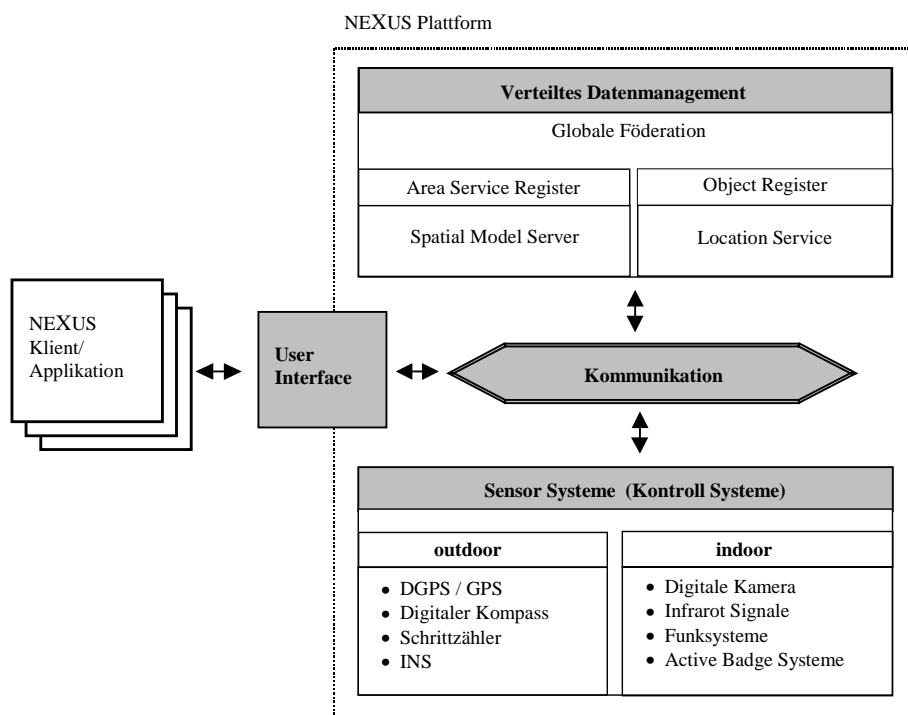 NEXUS Plattform
Verteiltes Datenmanagement
Globale Föderation
Area Service Register
Object Register
Spatial Model Server
Location Service
NEXUS
Klient/
Applikation
User
Interface
Kommunikation
Sensor Systeme (Kontroll Systeme)
outdoor
• DGPS / GPS
• Digitaler Kompass
• Schrittzähler
• INS
indoor
• Digitale Kamera
• Infrarot Signale
• Funksysteme
• Active Badge Systeme